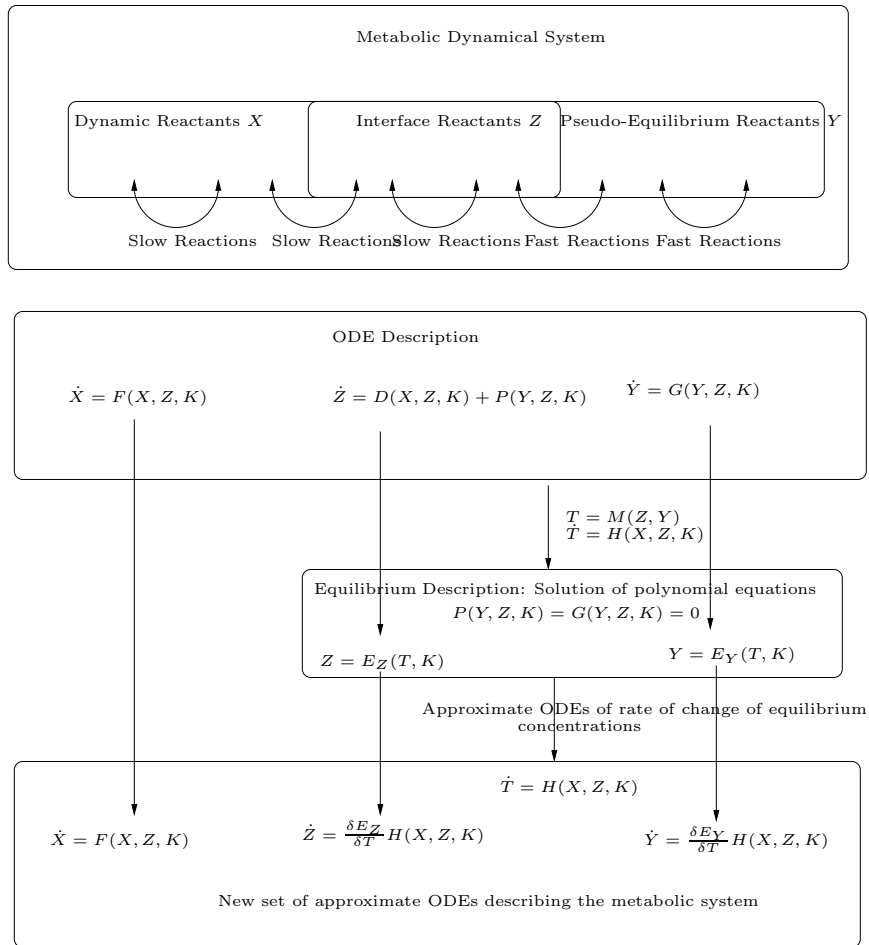 Metabolic Dynamical System
Dynamic Reactants X
Interface Reactants Z
Pseudo-Equilibrium Reactants Y
Slow Reactions
Slow Reactions
Slow Reactions
Fast Reactions
Fast Reactions
ODE Description
Ẋ = F(X, Z, K)
Ż = D(X, Z, K) + P(Y, Z, K)
Ẏ = G(Y, Z, K)
T = M(Z, Y)
Ṫ = H(X, Z, K)
Equilibrium Description: Solution of polynomial equations
P(Y, Z, K) = G(Y, Z, K) = 0
Z = E_Z(T, K)
Y = E_Y(T, K)
Approximate ODEs of rate of change of equilibrium
concentrations
Ṫ = H(X, Z, K)
Ẋ = F(X, Z, K)
Ż = δE_Z/δT H(X, Z, K)
Ẏ = δE_Y/δT H(X, Z, K)
New set of approximate ODEs describing the metabolic system